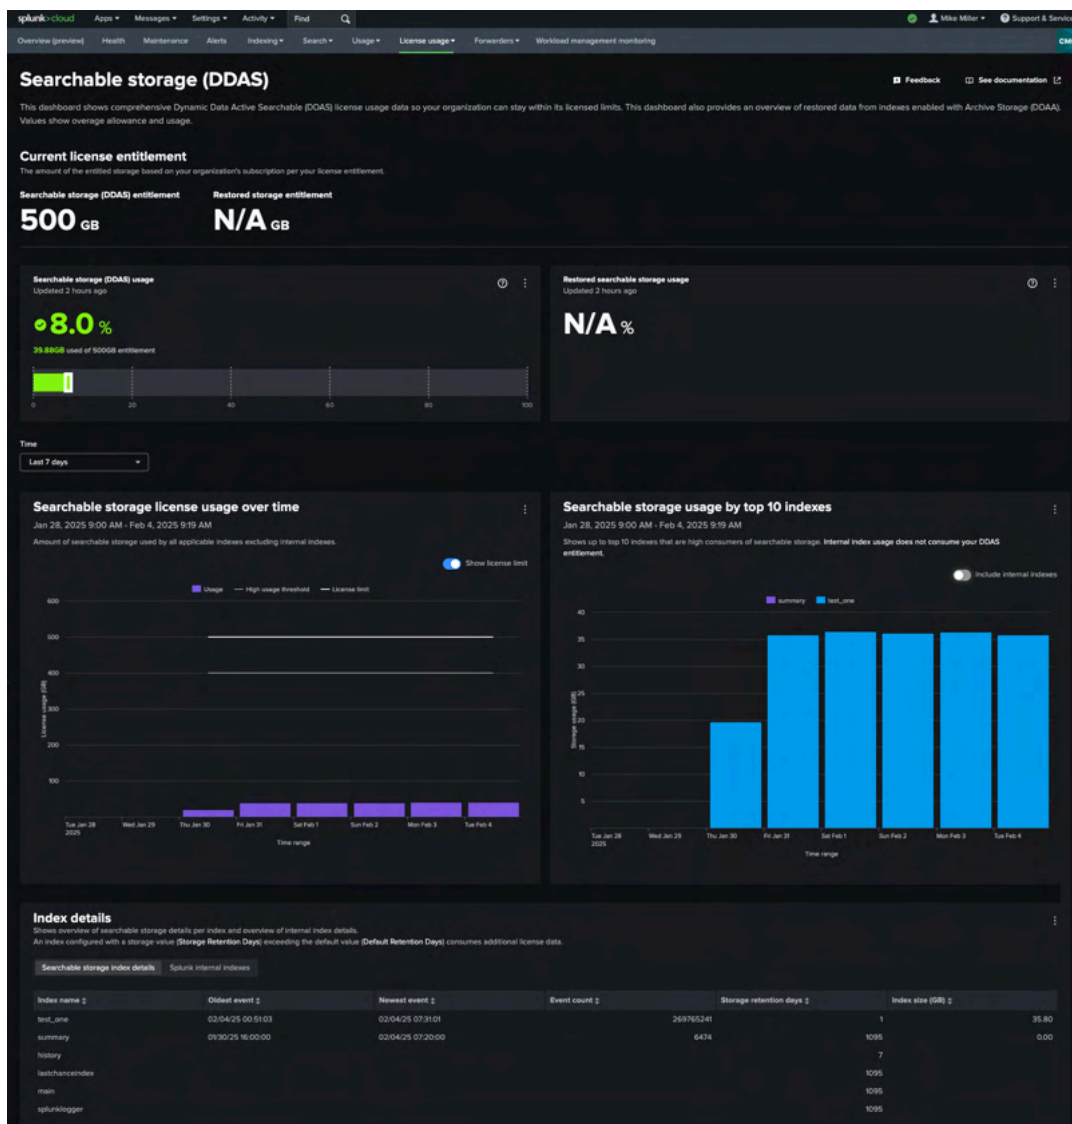 splunk>cloud Apps Messages Settings Activity Find Mike Miller Support & Service
Overview (preview) Health Maintenance Alerts Indexing Search Usage License usage Forwarders Workload management monitoring CMC
Searchable storage (DDAS)
Feedback See documentation
This dashboard shows comprehensive Dynamic Data Active Searchable (DDAS) license usage data so your organization can stay within its licensed limits. This dashboard also provides an overview of restored data from indexes enabled with Archive Storage (DDAA).
Values show overage allowance and usage.
Current license entitlement
The amount of the entitled storage based on your organization's subscription per your license entitlement.
Searchable storage (DDAS) entitlement Restored storage entitlement
500 GB N/A GB
Searchable storage (DDAS) usage
Updated 2 hours ago
8.0 %
39.88GB used of 500GB entitlement
0 20 40 60 80 100
Restored searchable storage usage
Updated 2 hours ago
N/A %
Time
Last 7 days
Searchable storage license usage over time
Jan 28, 2025 9:00 AM - Feb 4, 2025 9:19 AM
Amount of searchable storage used by all applicable indexes excluding internal indexes.
Show license limit
Usage High usage threshold License limit
600
500
400
300
200
100
License usage (GB)
Tue Jan 28 Wed Jan 29 Thu Jan 30 Fri Jan 31 Sat Feb 1 Sun Feb 2 Mon Feb 3 Tue Feb 4
2025
Time range
Searchable storage usage by top 10 indexes
Jan 28, 2025 9:00 AM - Feb 4, 2025 9:19 AM
Shows up to top 10 indexes that are high consumers of searchable storage. Internal index usage does not consume your DDAS
entitlement.
Include internal indexes
summary test_one
40
35
30
25
20
15
10
5
Storage usage (GB)
Tue Jan 28 Wed Jan 29 Thu Jan 30 Fri Jan 31 Sat Feb 1 Sun Feb 2 Mon Feb 3 Tue Feb 4
2025
Time range
Index details
Shows overview of searchable storage details per index and overview of internal index details.
An index configured with a storage value (Storage Retention Days) exceeding the default value (Default Retention Days) consumes additional license data.
Searchable storage index details Splunk internal indexes
Index name Oldest event Newest event Event count Storage retention days Index size (GB)
test_one 02/04/25 00:51:03 02/04/25 07:31:01 269765241 1 35.80
summary 01/30/25 16:00:00 02/04/25 07:20:00 6474 1095 0.00
history 7
lastchanceindex 1095
main 1095
splunklogger 1095